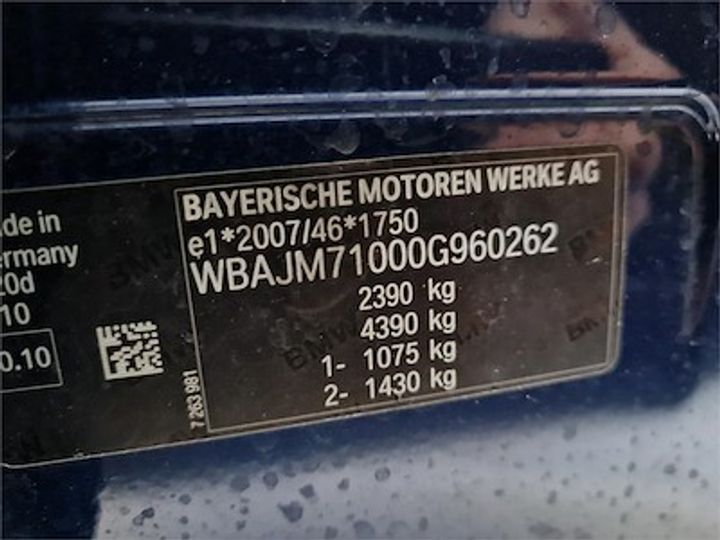 de in
ermany
20d
10
0.10
7 263 981
BAYERISCHE MOTOREN WERKE AG
e1*2007/46*1750
WBAJM71000G960262
2390 kg
4390 kg
1- 1075 kg
2- 1430 kg